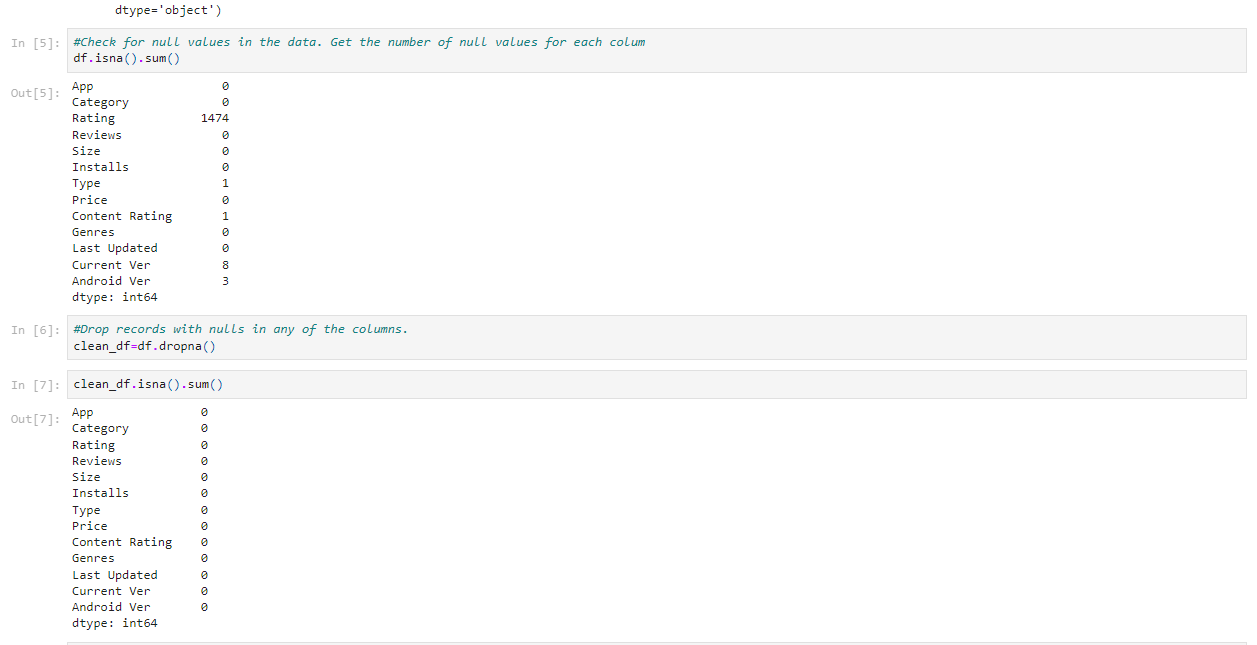 dtype='object')
In [5]: #Check for null values in the data. Get the number of null values for each colum
df.isna().sum()
Out[5]: App 0
Category 0
Rating 1474
Reviews 0
Size 0
Installs 0
Type 1
Price 0
Content Rating 1
Genres 0
Last Updated 0
Current Ver 8
Android Ver 3
dtype: int64
In [6]: #Drop records with nulls in any of the columns.
clean_df=df.dropna()
In [7]: clean_df.isna().sum()
Out[7]: App 0
Category 0
Rating 0
Reviews 0
Size 0
Installs 0
Type 0
Price 0
Content Rating 0
Genres 0
Last Updated 0
Current Ver 0
Android Ver 0
dtype: int64